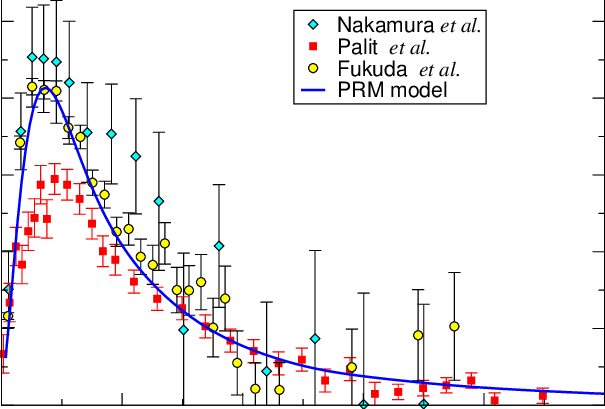 Nakamura et al.
Palit et al.
Fukuda et al.
PRM model